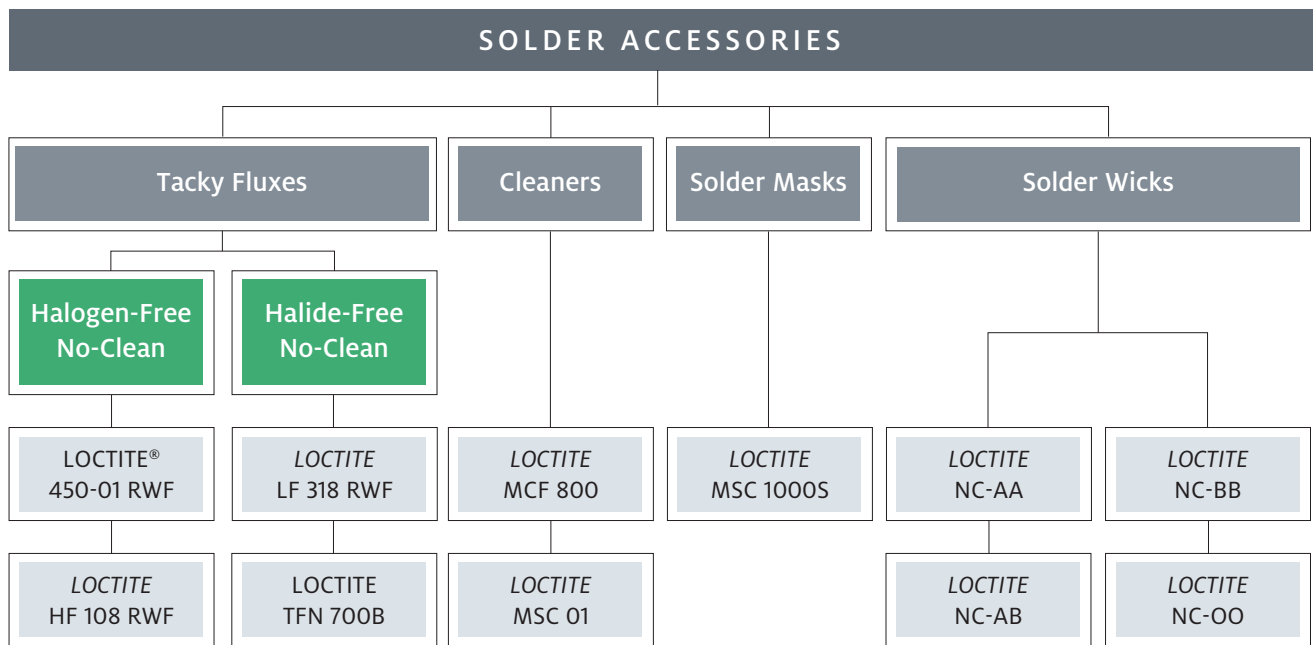 SOLDER ACCESSORIES
Tacky Fluxes
Cleaners
Solder Masks
Solder Wicks
Halogen-Free
No-Clean
Halide-Free
No-Clean
LOCTITE®
450-01 RWF
LOCTITE
LF 318 RWF
LOCTITE
MCF 800
LOCTITE
MSC 1000S
LOCTITE
NC-AA
LOCTITE
NC-BB
LOCTITE
HF 108 RWF
LOCTITE
TFN 700B
LOCTITE
MSC 01
LOCTITE
NC-AB
LOCTITE
NC-OO